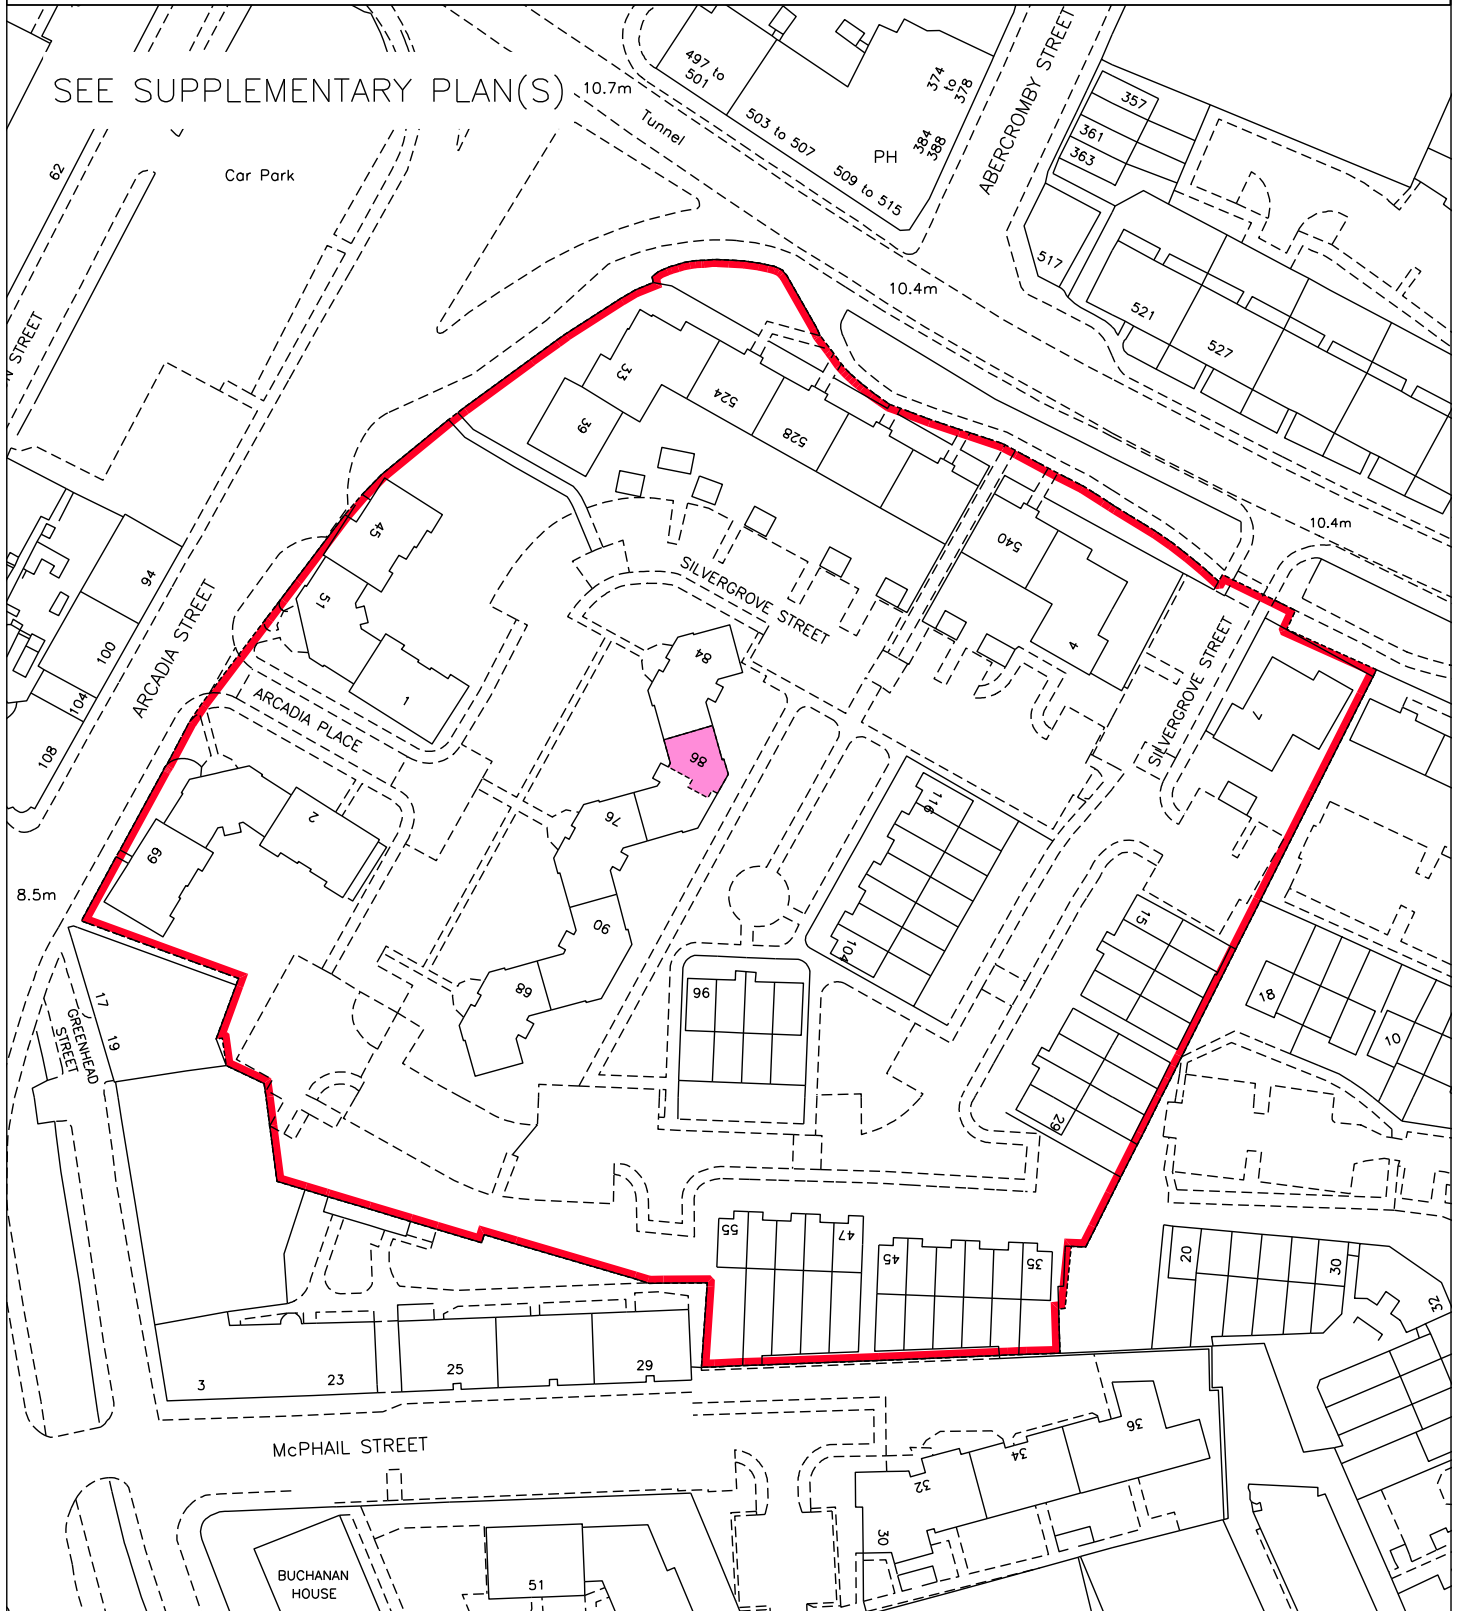 SEE SUPPLEMENTARY PLAN(S)
10.7m
497 to
501
374
to
378
384
388
ABERCROMBY STREET
357
361
363
Tunnel
503 to 507
PH
509 to 515
62
Car Park
517
10.4m
521
527
N STREET
33
39
524
528
10.4m
45
540
94
51
SILVERGROVE STREET
100
ARCADIA STREET
104
108
84
4
SILVERGROVE STREET
1
7
ARCADIA PLACE
86
2
76
116
69
8.5m
90
104
15
68
96
18
10
17
19
GREENHEAD
STREET
29
55
47
45
35
20
30
32
3
23
25
29
McPHAIL STREET
36
34
32
30
BUCHANAN
HOUSE
51